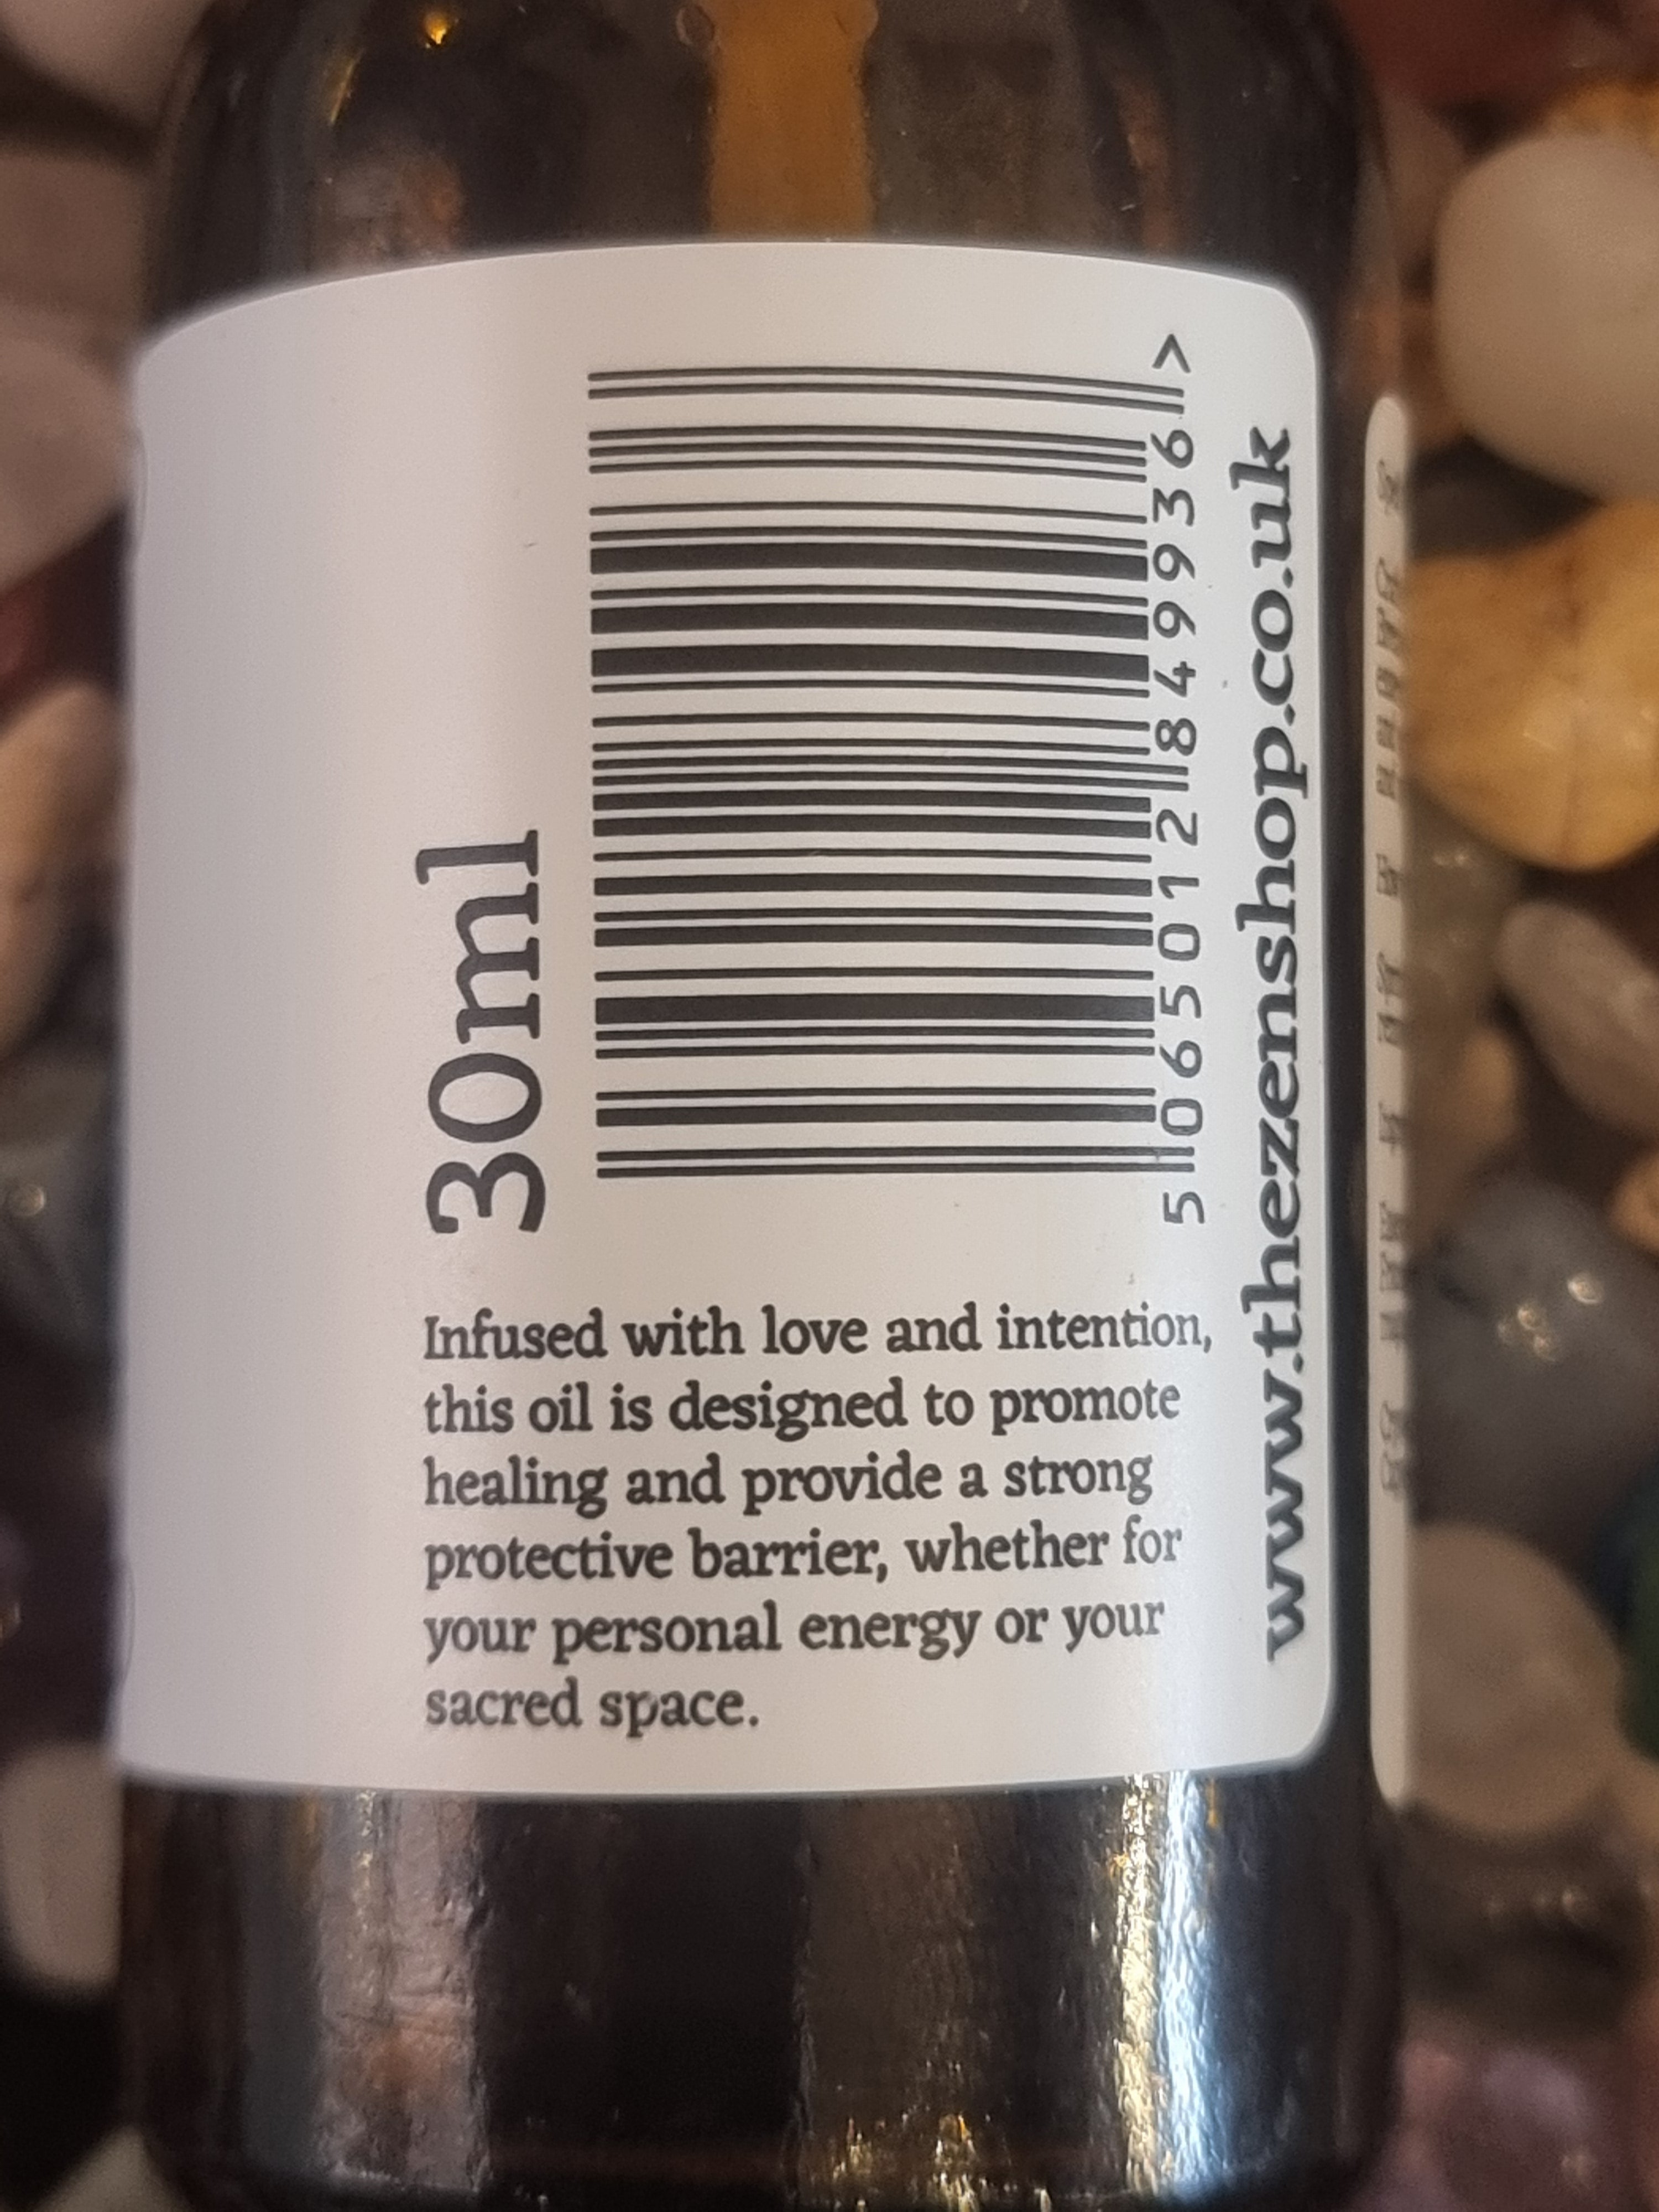 30ml
5 065012 849936 >
www.thezenshop.co.uk
Infused with love and intention,
this oil is designed to promote
healing and provide a strong
protective barrier, whether for
your personal energy or your
sacred space.